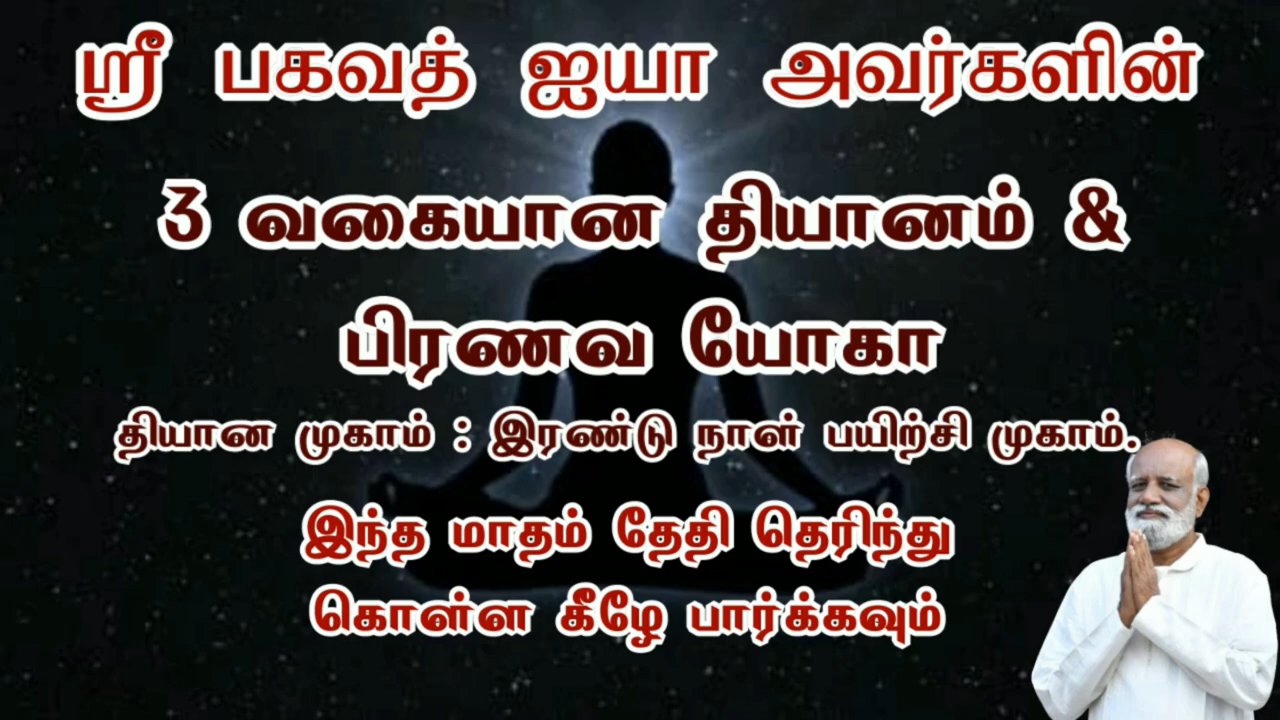 ஸ்ரீ பகவத் ஐயா அவர்களின்
3 வகையான தியானம் &
பிரணவ யோகா
தியான முகாம் : இரண்டு நாள் பயிற்சி முகாம்.
இந்த மாதம் தேதி தெரிந்து
கொள்ள கீழே பார்க்கவும்